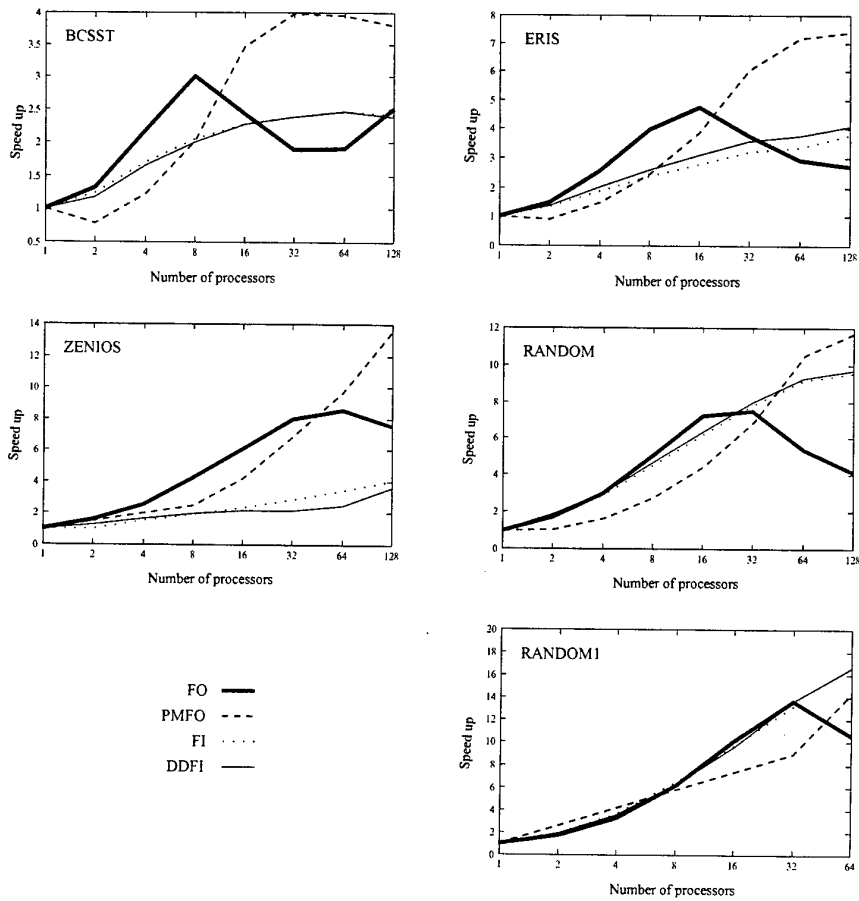 BCSST
4
3.5
3
2.5
2
1.5
1
0.5
Speed up
1 2 4 8 16 32 64 128
Number of processors
ERIS
8
7
6
5
4
3
2
1
0
Speed up
1 2 4 8 16 32 64 128
Number of processors
ZENIOS
14
12
10
8
6
4
2
0
Speed up
1 2 4 8 16 32 64 128
Number of processors
RANDOM
12
10
8
6
4
2
0
Speed up
1 2 4 8 16 32 64 128
Number of processors
FO
PMFO
FI
DDFI
RANDOM1
20
18
16
14
12
10
8
6
4
2
0
Speed up
1 2 4 8 16 32 64
Number of processors